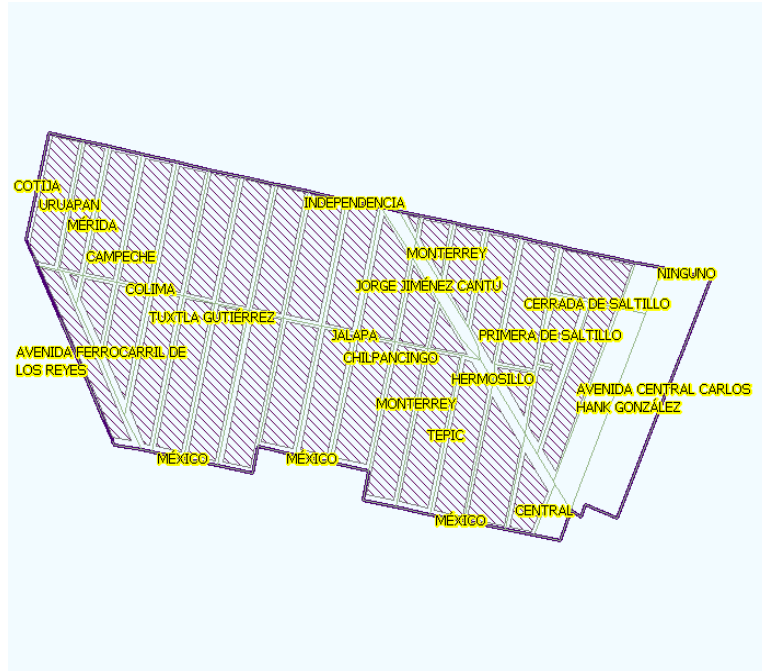 COTIJA
URUAPAN
INDEPENDENCIA
MÉRIDA
CAMPECHE
MONTERREY
NINGUNO
COLIMA
JORGE JIMÉNEZ CANTÚ
CERRADA DE SALTILLO
TUXTLA GUTIÉRREZ
JALAPA
PRIMERA DE SALTILLO
AVENIDA FERROCARRIL DE
LOS REYES
CHILPANCINGO
HERMOSILLO
AVENIDA CENTRAL CARLOS
HANK GONZÁLEZ
MONTERREY
TEPIC
MÉXICO
MÉXICO
CENTRAL
MÉXICO